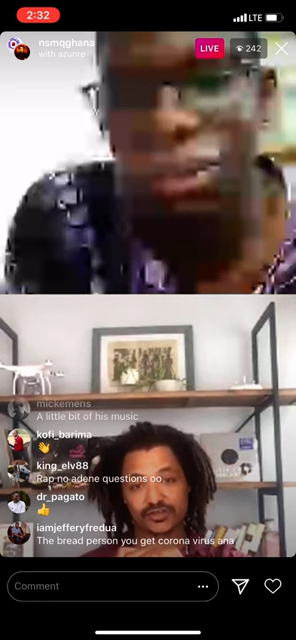 2:32
LTE
nsmqghana
with azunre
LIVE
242
mickemens
A little bit of his music
kofi_barima
👋
king_elv88
Rap no adene questions oo
dr_pagato
👍
iamjefferyfredua
The bread person you get corona virus ana
Comment